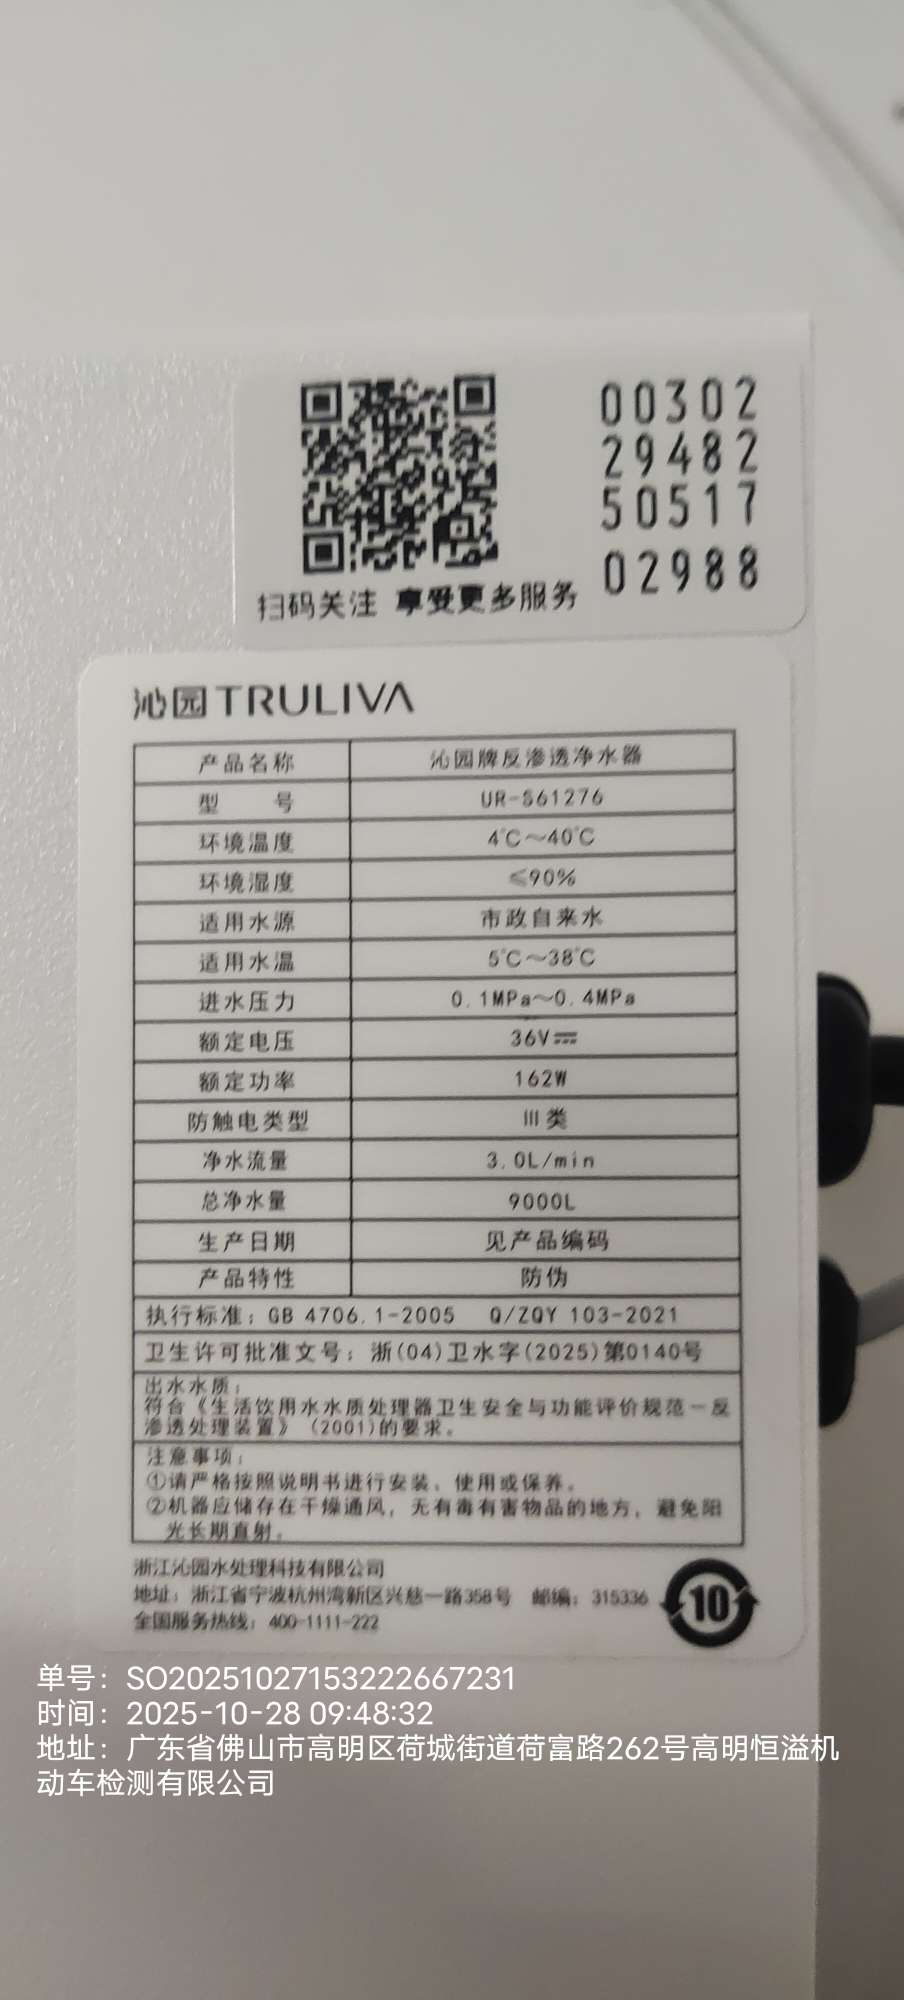 00302
29482
50517
02988
扫码关注 享受更多服务
沁园TRULIVA
产品名称 沁园牌反渗透净水器
型 号 UR-S61276
环境温度 4℃～40℃
环境湿度 ≤90%
适用水源 市政自来水
适用水温 5℃～38℃
进水压力 0.1MPa～0.4MPa
额定电压 36V⎓
额定功率 162W
防触电类型 III类
净水流量 3.0L/min
总净水量 9000L
生产日期 见产品编码
产品特性 防伪
执行标准：GB 4706.1-2005 Q/ZQY 103-2021
卫生许可批准文号：浙(04)卫水字(2025)第0140号
出水水质：
符合《生活饮用水水质处理器卫生安全与功能评价规范－反
渗透处理装置》（2001)的要求。
注意事项：
①请严格按照说明书进行安装、使用或保养。
②机器应储存在干燥通风，无有毒有害物品的地方，避免阳
光长期直射。
浙江沁园水处理科技有限公司
地址：浙江省宁波杭州湾新区兴慈一路358号 邮编：315336
全国服务热线：400-1111-222
10
单号：SO20251027153222667231
时间：2025-10-28 09:48:32
地址：广东省佛山市高明区荷城街道荷富路262号高明恒溢机
动车检测有限公司